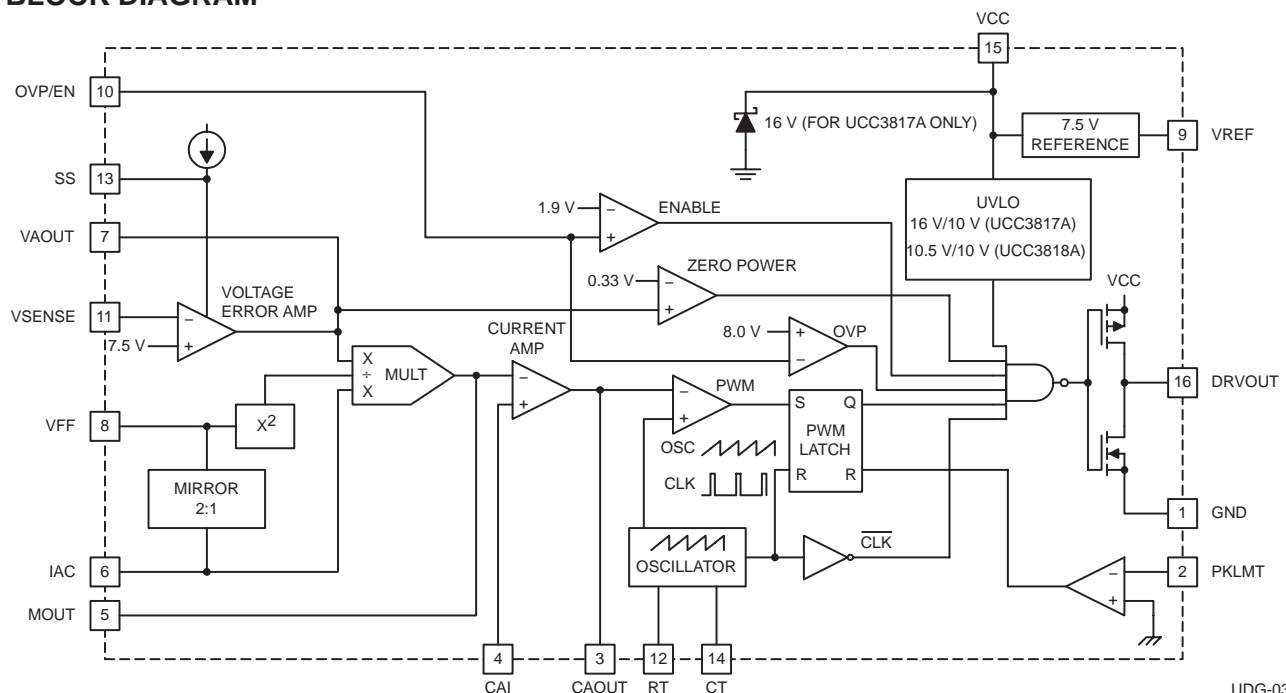 BLOCK DIAGRAM
VCC
15
OVP/EN
10
16 V (FOR UCC3817A ONLY)
7.5 V
REFERENCE
9
VREF
SS
13
UVLO
16 V/10 V (UCC3817A)
10.5 V/10 V (UCC3818A)
1.9 V
−
+
ENABLE
VAOUT
7
ZERO POWER
0.33 V
−
+
VCC
VSENSE
11
VOLTAGE
ERROR AMP
−
7.5 V
+
8.0 V
+
−
OVP
CURRENT
AMP
X
÷
X
MULT
−
+
−
+
PWM
16
DRVOUT
VFF
8
X2
S
Q
PWM
LATCH
R
R
OSC
CLK
MIRROR
2:1
1
GND
OSCILLATOR
CLK
IAC
6
−
+
2
PKLMT
MOUT
5
4
3
12
14
CAI
CAOUT
RT
CT